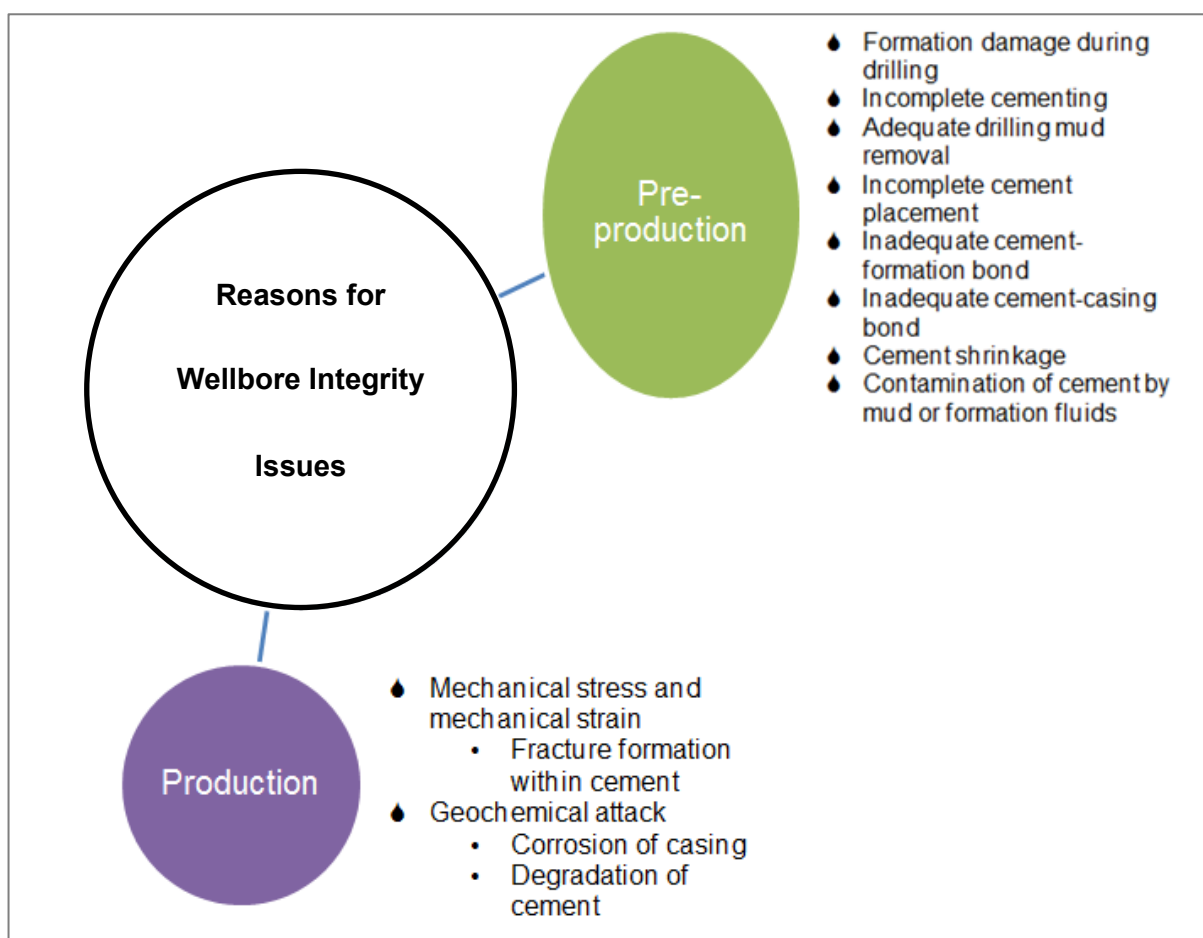 Reasons for
Wellbore Integrity
Issues
Pre-
production
Formation damage during
drilling
Incomplete cementing
Adequate drilling mud
removal
Incomplete cement
placement
Inadequate cement-
formation bond
Inadequate cement-casing
bond
Cement shrinkage
Contamination of cement by
mud or formation fluids
Production
Mechanical stress and
mechanical strain
• Fracture formation
within cement
Geochemical attack
• Corrosion of casing
• Degradation of
cement